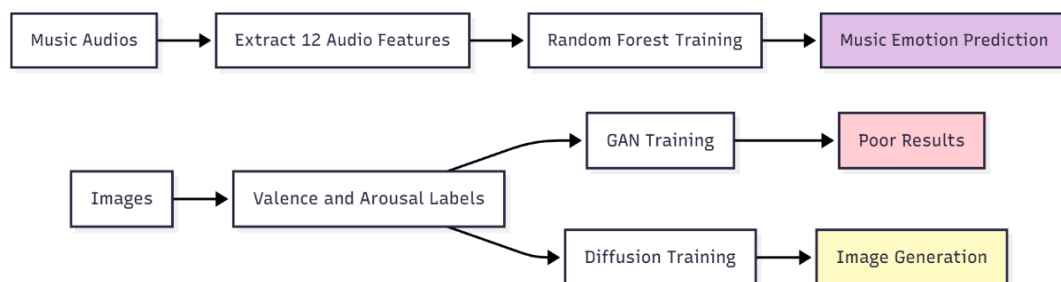 Music Audios
Extract 12 Audio Features
Random Forest Training
Music Emotion Prediction
GAN Training
Poor Results
Images
Valence and Arousal Labels
Diffusion Training
Image Generation